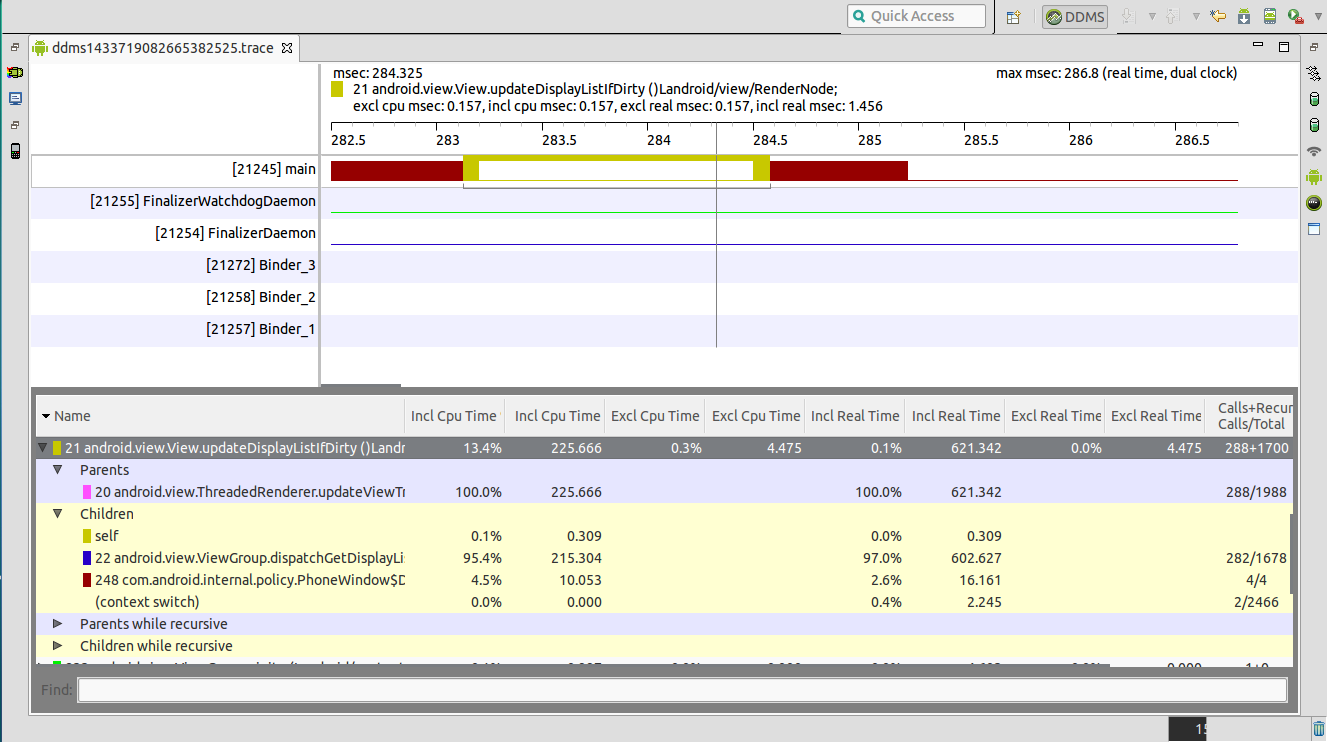 Quick Access
DDMS
ddms1433719082665382525.trace
msec: 284.325
max msec: 286.8 (real time, dual clock)
21 android.view.View.updateDisplayListIfDirty ()Landroid/view/RenderNode;
excl cpu msec: 0.157, incl cpu msec: 0.157, excl real msec: 0.157, incl real msec: 1.456
282.5 283 283.5 284 284.5 285 285.5 286 286.5
[21245] main
[21255] FinalizerWatchdogDaemon
[21254] FinalizerDaemon
[21272] Binder_3
[21258] Binder_2
[21257] Binder_1
Name Incl Cpu Time Incl Cpu Time Excl Cpu Time Excl Cpu Time Incl Real Time Incl Real Time Excl Real Time Excl Real Time Calls+Recur
Calls/Total
21 android.view.View.updateDisplayListIfDirty ()Landr 13.4% 225.666 0.3% 4.475 0.1% 621.342 0.0% 4.475 288+1700
Parents
20 android.view.ThreadedRenderer.updateViewTr 100.0% 225.666 100.0% 621.342 288/1988
Children
self 0.1% 0.309 0.0% 0.309
22 android.view.ViewGroup.dispatchGetDisplayLi 95.4% 215.304 97.0% 602.627 282/1678
248 com.android.internal.policy.PhoneWindow$D 4.5% 10.053 2.6% 16.161 4/4
(context switch) 0.0% 0.000 0.4% 2.245 2/2466
Parents while recursive
Children while recursive
Find: